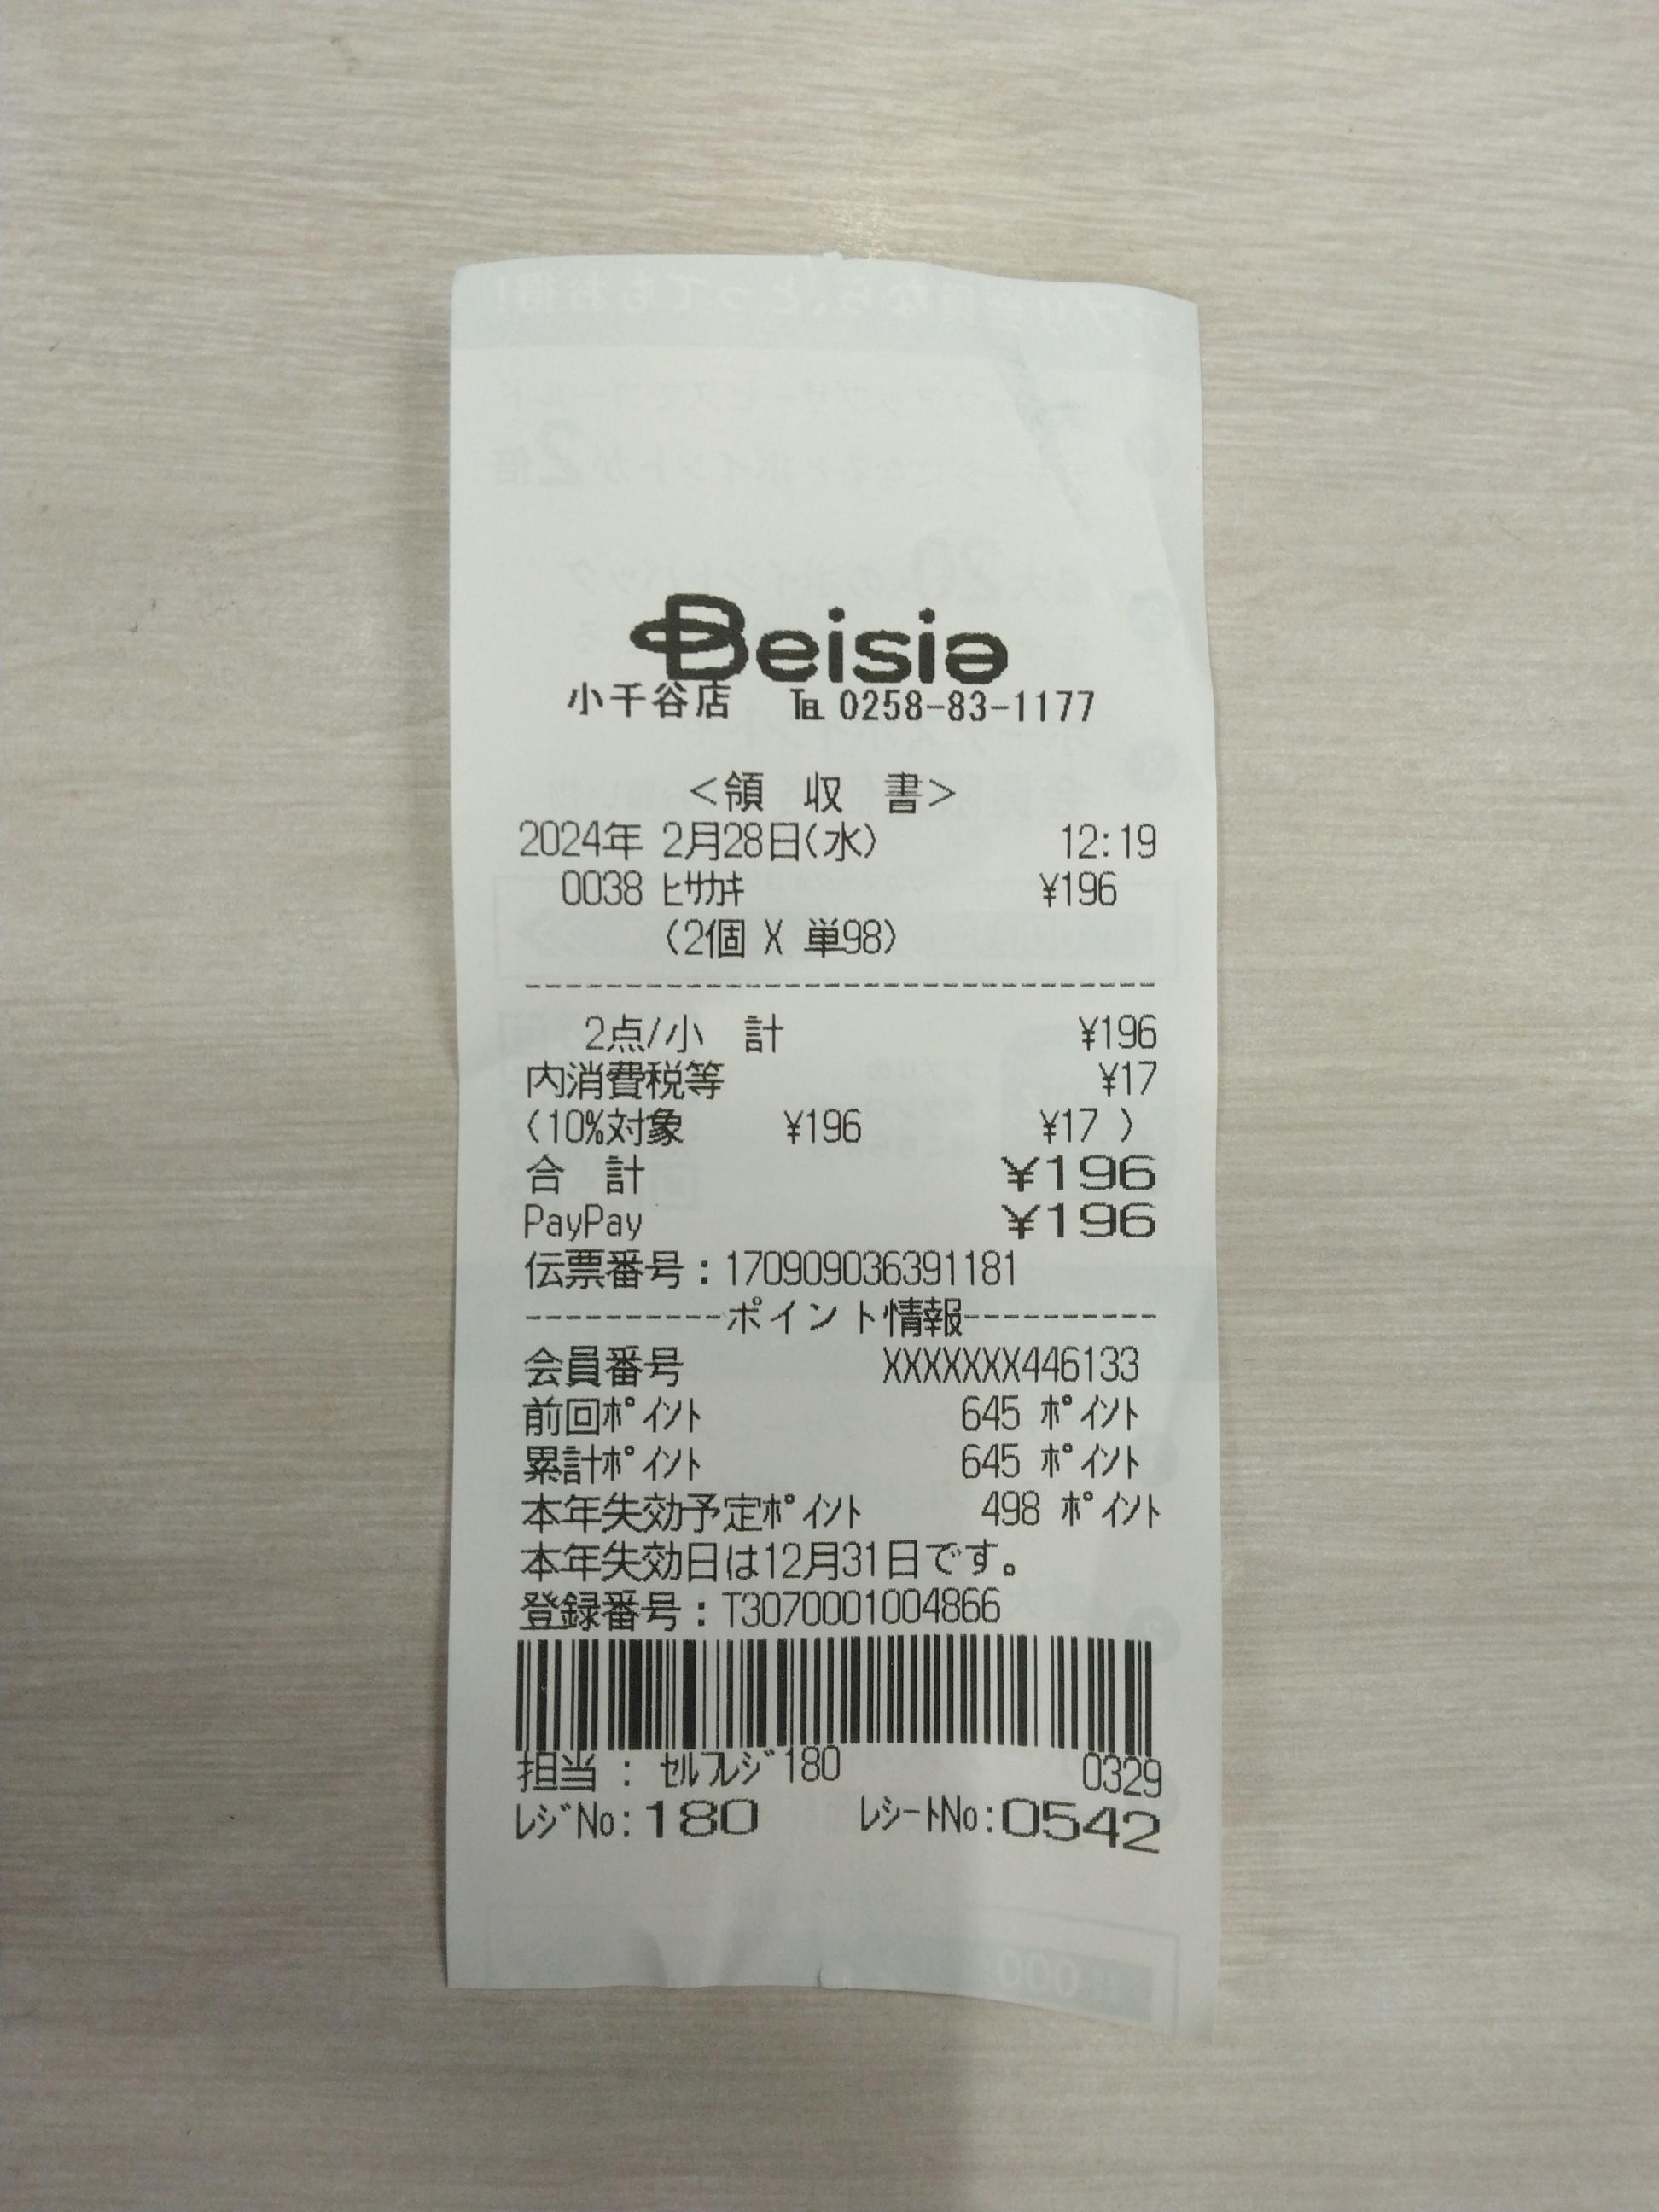 Beisia
小千谷店 ℡ 0258-83-1177
<領 収 書>
2024年 2月28日(水) 12:19
0038 ﾋｻｶｷ ¥196
(2個 X 単98)
--------------------------------
2点/小 計 ¥196
内消費税等 ¥17
(10%対象 ¥196 ¥17 )
合 計 ¥196
PayPay ¥196
伝票番号:170909036391181
----------ポイント情報----------
会員番号 XXXXXXX446133
前回ﾎﾟｲﾝﾄ 645 ﾎﾟｲﾝﾄ
累計ﾎﾟｲﾝﾄ 645 ﾎﾟｲﾝﾄ
本年失効予定ﾎﾟｲﾝﾄ 498 ﾎﾟｲﾝﾄ
本年失効日は12月31日です。
登録番号:T3070001004866
担当 : ｾﾙﾌﾚｼﾞ180 0329
ﾚｼﾞNo:180 ﾚｼｰﾄNo:0542